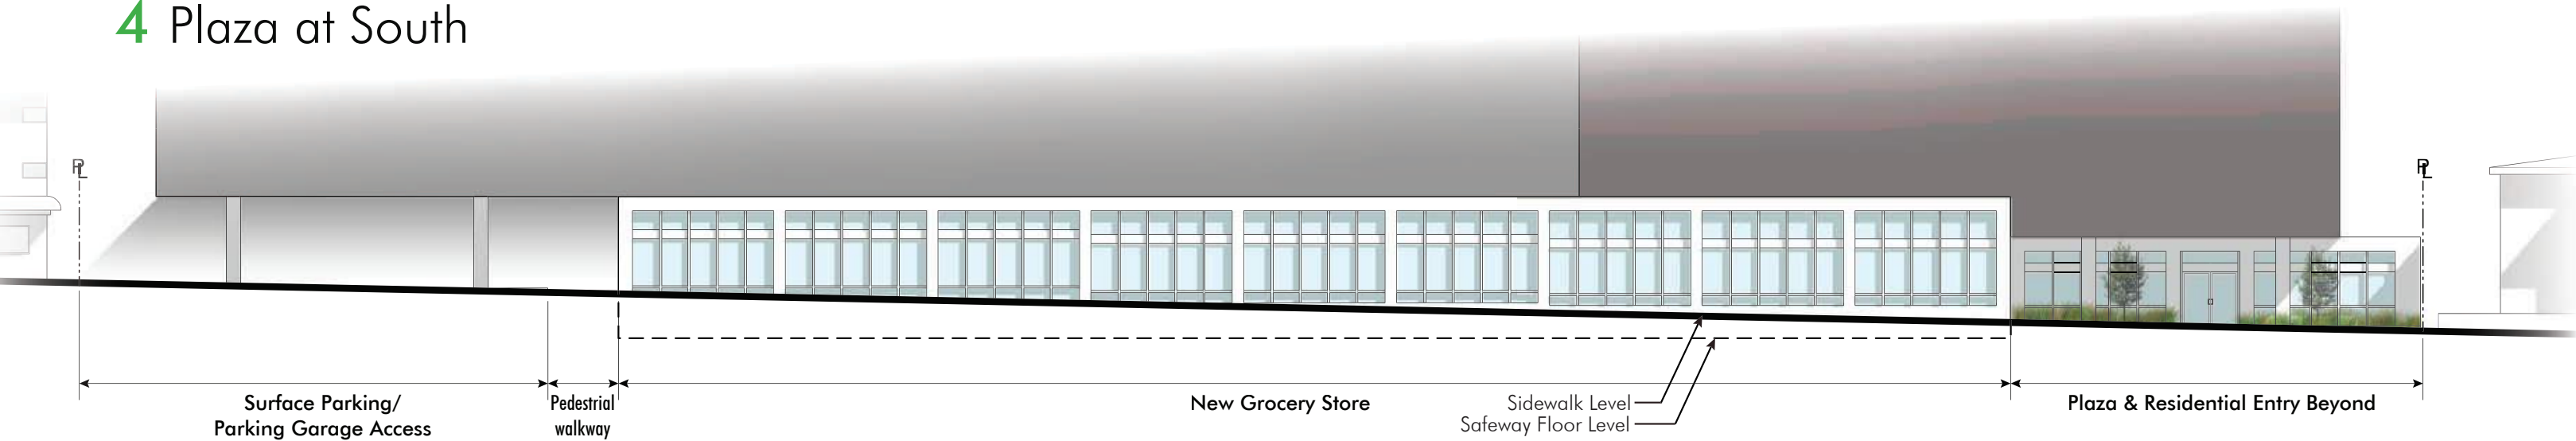 4 Plaza at South
PL
PL
Surface Parking/
Parking Garage Access
Pedestrial
walkway
New Grocery Store
Sidewalk Level
Safeway Floor Level
Plaza & Residential Entry Beyond